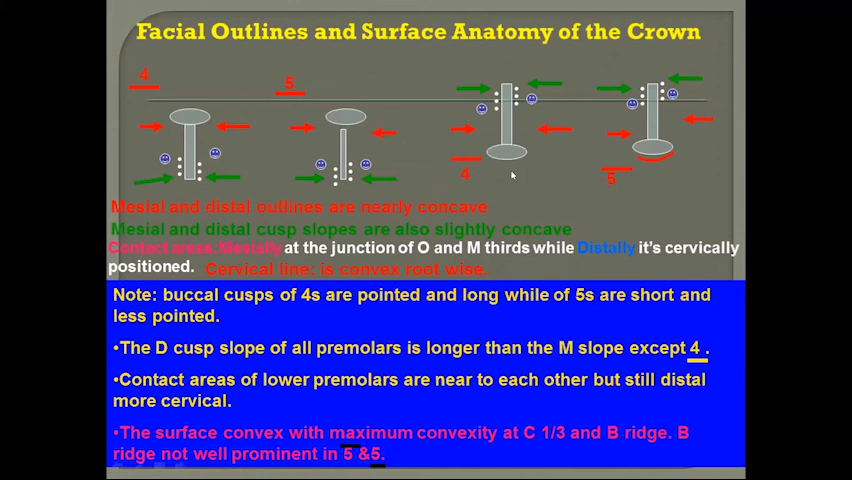 Facial Outlines and Surface Anatomy of the Crown
4
5
4
5
Mesial and distal outlines are nearly concave
Mesial and distal cusp slopes are also slightly concave
Contact areas:Mesially at the junction of O and M thirds while Distally it's cervically
positioned. Cervical line: is convex root wise.
Note: buccal cusps of 4s are pointed and long while of 5s are short and
less pointed.
•The D cusp slope of all premolars is longer than the M slope except 4 .
•Contact areas of lower premolars are near to each other but still distal
more cervical.
•The surface convex with maximum convexity at C 1/3 and B ridge. B
ridge not well prominent in 5 &5.